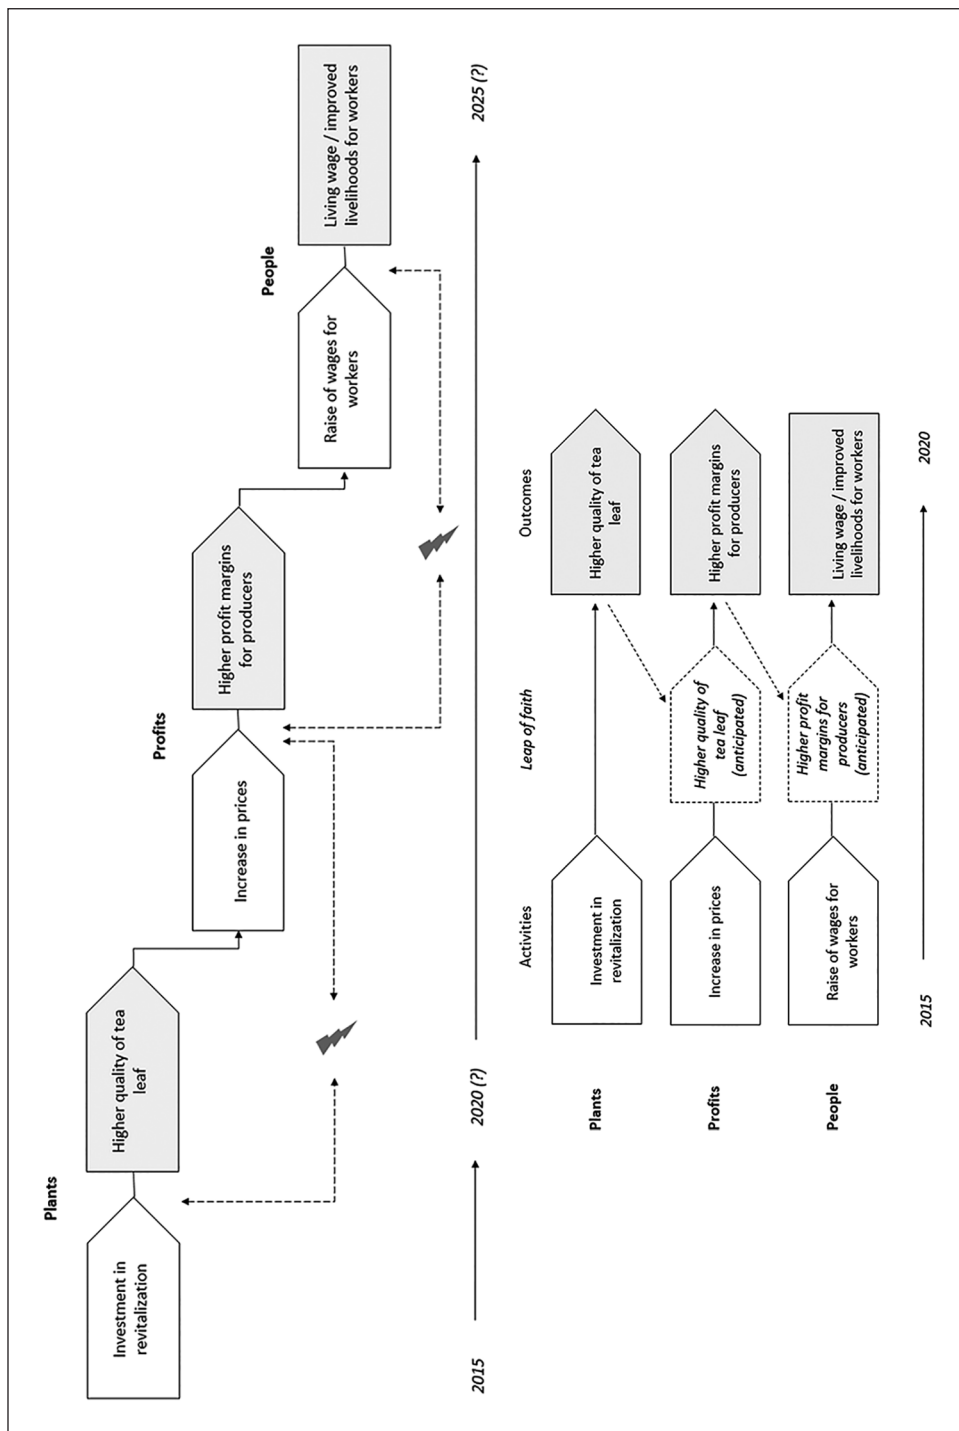 Plants
Investment in
revitalization
Higher quality of tea
leaf
Profits
Increase in prices
Higher profit margins
for producers
People
Raise of wages for
workers
Living wage / improved
livelihoods for workers
2015
2020 (?)
2025 (?)
Activities
Leap of faith
Outcomes
Plants
Investment in
revitalization
Higher quality of tea
leaf
Profits
Increase in prices
Higher quality of
tea leaf
(anticipated)
Higher profit margins
for producers
People
Raise of wages for
workers
Higher profit
margins for
producers
(anticipated)
Living wage / improved
livelihoods for workers
2015
2020